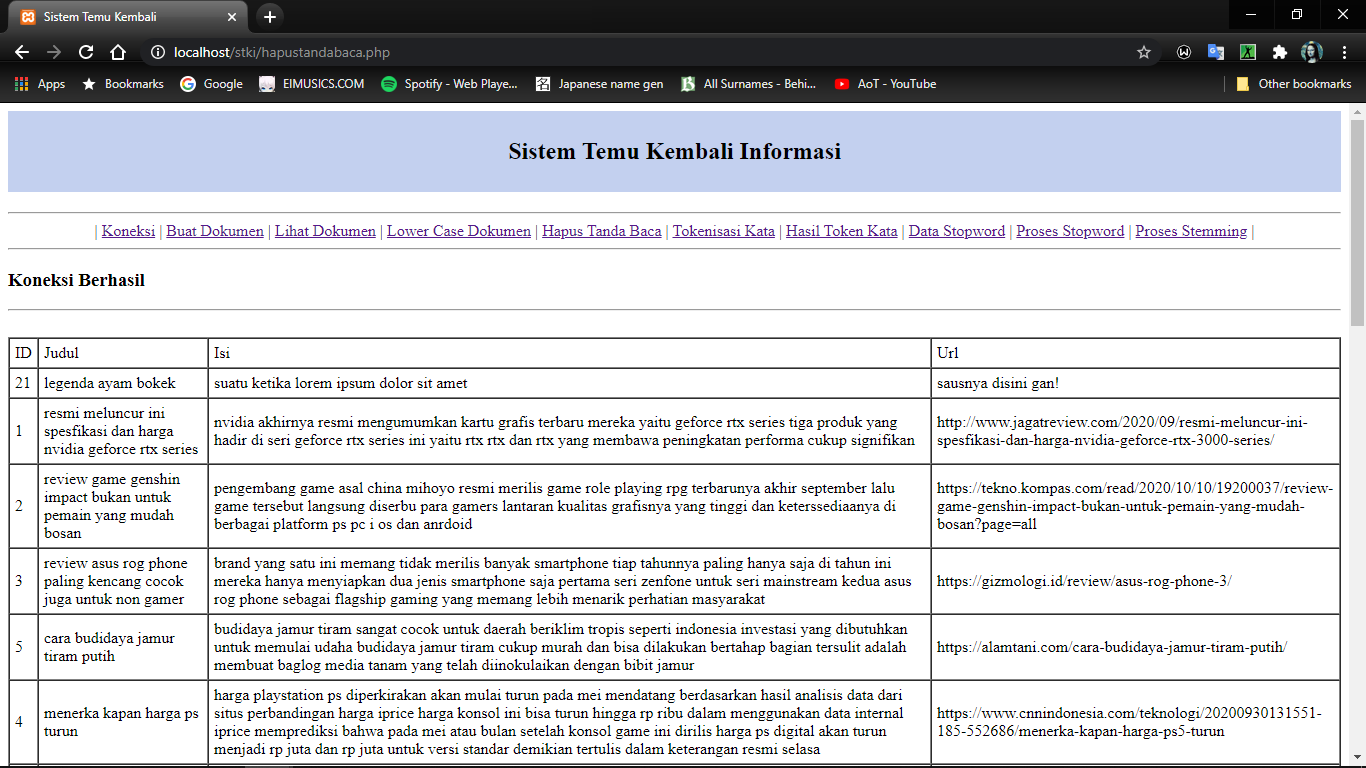 Sistem Temu Kembali
localhost/stki/hapustandabaca.php
Apps Bookmarks Google EIMUSICS.COM Spotify - Web Playe... Japanese name gen All Surnames - Behi... AoT - YouTube Other bookmarks
Sistem Temu Kembali Informasi
| Koneksi | Buat Dokumen | Lihat Dokumen | Lower Case Dokumen | Hapus Tanda Baca | Tokenisasi Kata | Hasil Token Kata | Data Stopword | Proses Stopword | Proses Stemming |
Koneksi Berhasil
ID Judul Isi Url
21 legenda ayam bokek suatu ketika lorem ipsum dolor sit amet sausnya disini gan!
1
resmi meluncur ini
spesfikasi dan harga
nvidia geforce rtx series
nvidia akhirnya resmi mengumumkan kartu grafis terbaru mereka yaitu geforce rtx series tiga produk yang
hadir di seri geforce rtx series ini yaitu rtx rtx dan rtx yang membawa peningkatan performa cukup signifikan
http://www.jagatreview.com/2020/09/resmi-meluncur-ini-
spesfikasi-dan-harga-nvidia-geforce-rtx-3000-series/
2
review game genshin
impact bukan untuk
pemain yang mudah
bosan
pengembang game asal china mihoyo resmi merilis game role playing rpg terbarunya akhir september lalu
game tersebut langsung diserbu para gamers lantaran kualitas grafisnya yang tinggi dan keterssediaanya di
berbagai platform ps pc i os dan anrdoid
https://tekno.kompas.com/read/2020/10/10/19200037/review-
game-genshin-impact-bukan-untuk-pemain-yang-mudah-
bosan?page=all
3
review asus rog phone
paling kencang cocok
juga untuk non gamer
brand yang satu ini memang tidak merilis banyak smartphone tiap tahunnya paling hanya saja di tahun ini
mereka hanya menyiapkan dua jenis smartphone saja pertama seri zenfone untuk seri mainstream kedua asus
rog phone sebagai flagship gaming yang memang lebih menarik perhatian masyarakat
https://gizmologi.id/review/asus-rog-phone-3/
5
cara budidaya jamur
tiram putih
budidaya jamur tiram sangat cocok untuk daerah beriklim tropis seperti indonesia investasi yang dibutuhkan
untuk memulai udaha budidaya jamur tiram cukup murah dan bisa dilakukan bertahap bagian tersulit adalah
membuat baglog media tanam yang telah diinokulaikan dengan bibit jamur
https://alamtani.com/cara-budidaya-jamur-tiram-putih/
4
menerka kapan harga ps
turun
harga playstation ps diperkirakan akan mulai turun pada mei mendatang berdasarkan hasil analisis data dari
situs perbandingan harga iprice harga konsol ini bisa turun hingga rp ribu dalam menggunakan data internal
iprice memprediksi bahwa pada mei atau bulan setelah konsol game ini dirilis harga ps digital akan turun
menjadi rp juta dan rp juta untuk versi standar demikian tertulis dalam keterangan resmi selasa
https://www.cnnindonesia.com/teknologi/20200930131551-
185-552686/menerka-kapan-harga-ps5-turun